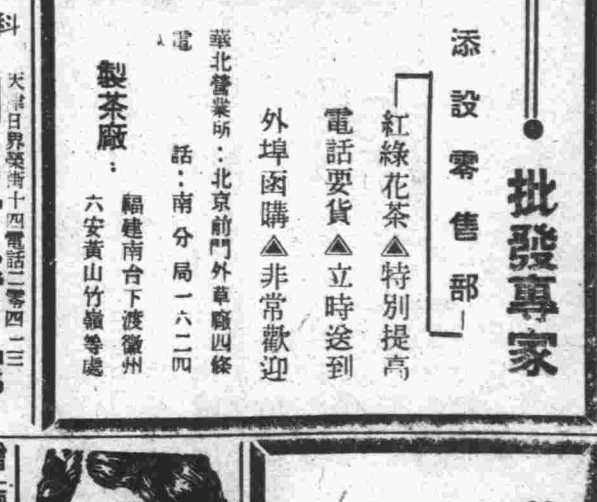 批發專家
添設零售部
紅綠花茶▲特別提高
電話要貨▲立時送到
外埠函購▲非常歡迎
華北營業所：北京前門外草廠四條
電話：南分局一六二四
製茶廠：
福建南台下渡徽州
六安黃山竹嶺等處
天津日界榮街十四電話二零四一三
科